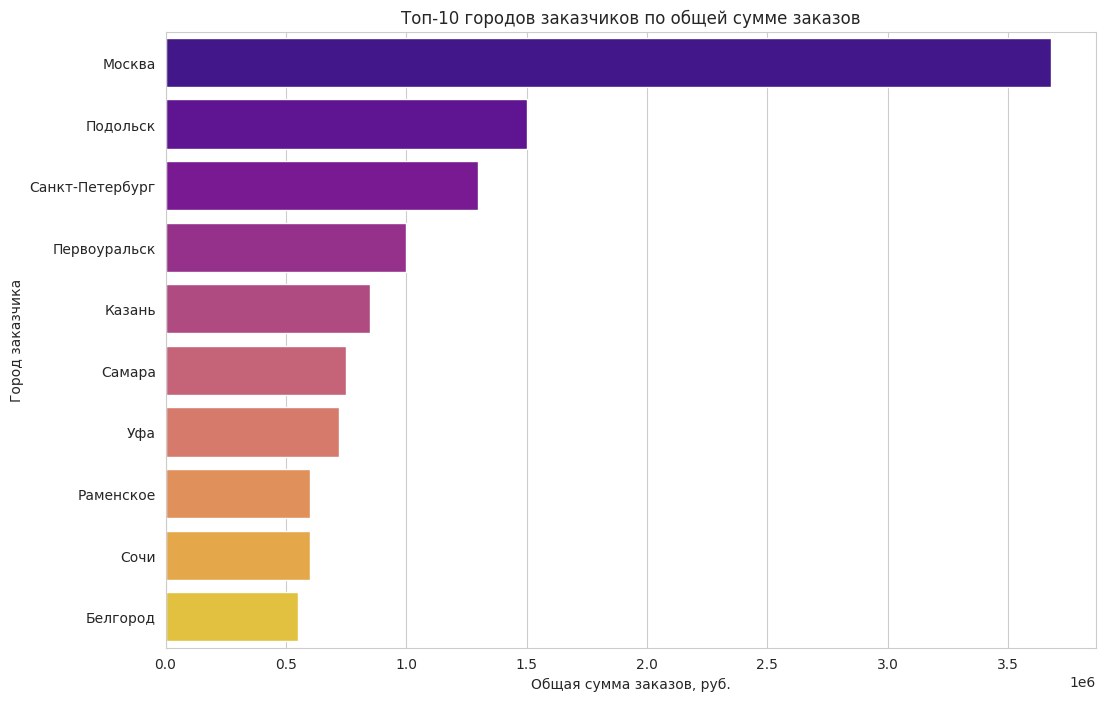 Топ-10 городов заказчиков по общей сумме заказов
Город заказчика
Москва
Подольск
Санкт-Петербург
Первоуральск
Казань
Самара
Уфа
Раменское
Сочи
Белгород
0.0 0.5 1.0 1.5 2.0 2.5 3.0 3.5
1e6
Общая сумма заказов, руб.